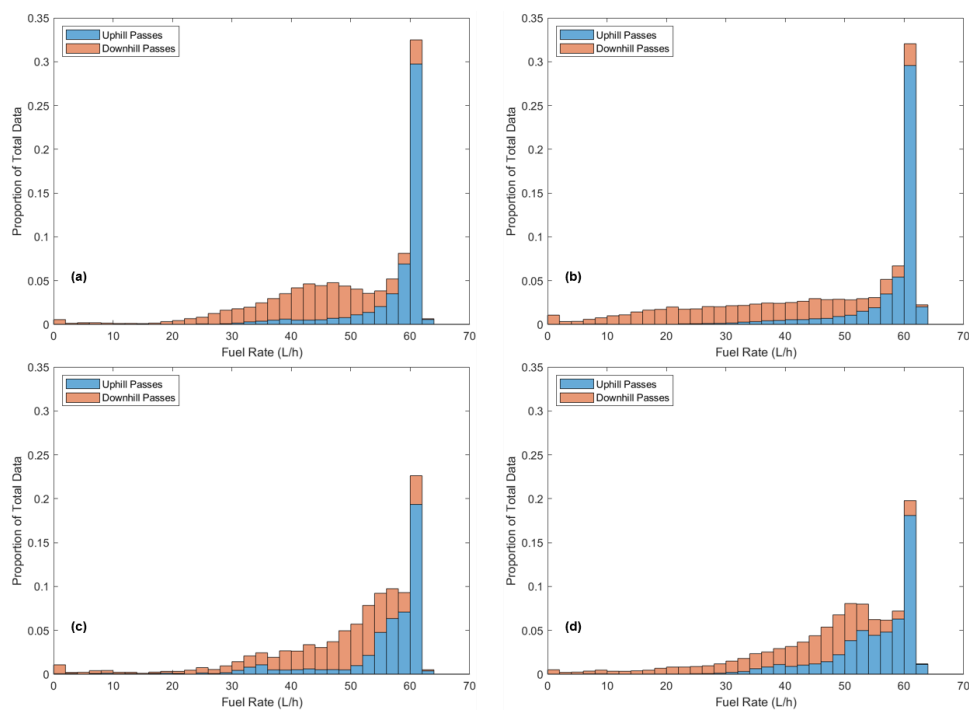 0.35
0.3
0.25
0.2
0.15
0.1
0.05
0
Proportion of Total Data
Uphill Passes
Downhill Passes
(a)
0 10 20 30 40 50 60 70
Fuel Rate (L/h)
0.35
0.3
0.25
0.2
0.15
0.1
0.05
0
Proportion of Total Data
Uphill Passes
Downhill Passes
(b)
0 10 20 30 40 50 60 70
Fuel Rate (L/h)
0.35
0.3
0.25
0.2
0.15
0.1
0.05
0
Proportion of Total Data
Uphill Passes
Downhill Passes
(c)
0 10 20 30 40 50 60 70
Fuel Rate (L/h)
0.35
0.3
0.25
0.2
0.15
0.1
0.05
0
Proportion of Total Data
Uphill Passes
Downhill Passes
(d)
0 10 20 30 40 50 60 70
Fuel Rate (L/h)